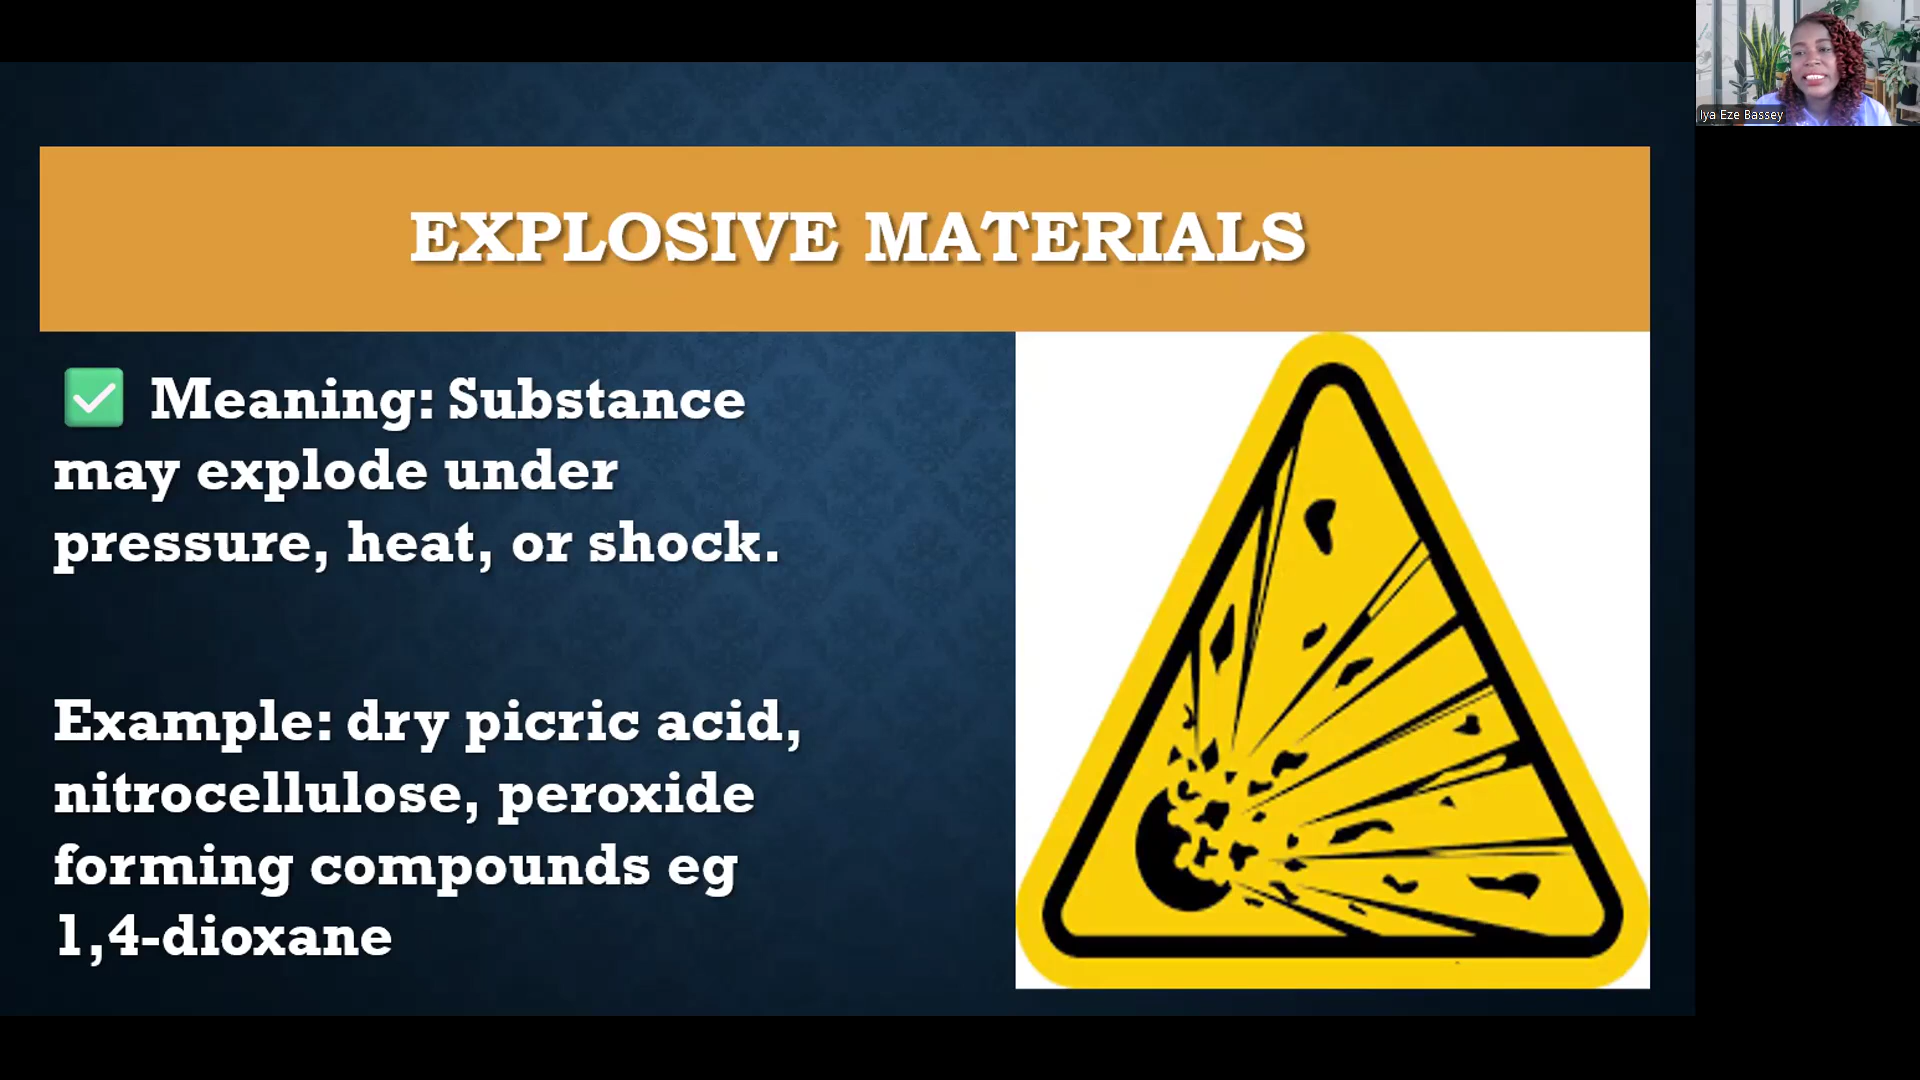 Iya Eze Bassey
EXPLOSIVE MATERIALS
✅ Meaning: Substance
may explode under
pressure, heat, or shock.
Example: dry picric acid,
nitrocellulose, peroxide
forming compounds eg
1,4-dioxane